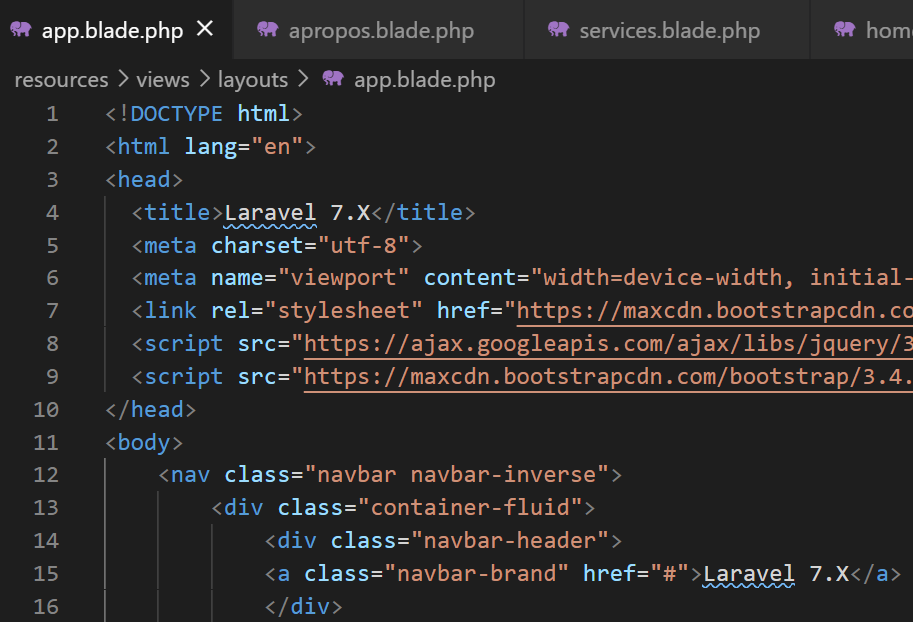 app.blade.php apropos.blade.php services.blade.php
resources > views > layouts > app.blade.php
1 <!DOCTYPE html>
2 <html lang="en">
3 <head>
4 <title>Laravel 7.X</title>
5 <meta charset="utf-8">
6 <meta name="viewport" content="width=device-width, initial-
7 <link rel="stylesheet" href="https://maxcdn.bootstrapcdn.co
8 <script src="https://ajax.googleapis.com/ajax/libs/jquery/3
9 <script src="https://maxcdn.bootstrapcdn.com/bootstrap/3.4.
10 </head>
11 <body>
12 <nav class="navbar navbar-inverse">
13 <div class="container-fluid">
14 <div class="navbar-header">
15 <a class="navbar-brand" href="#">Laravel 7.X</a>
16 </div>